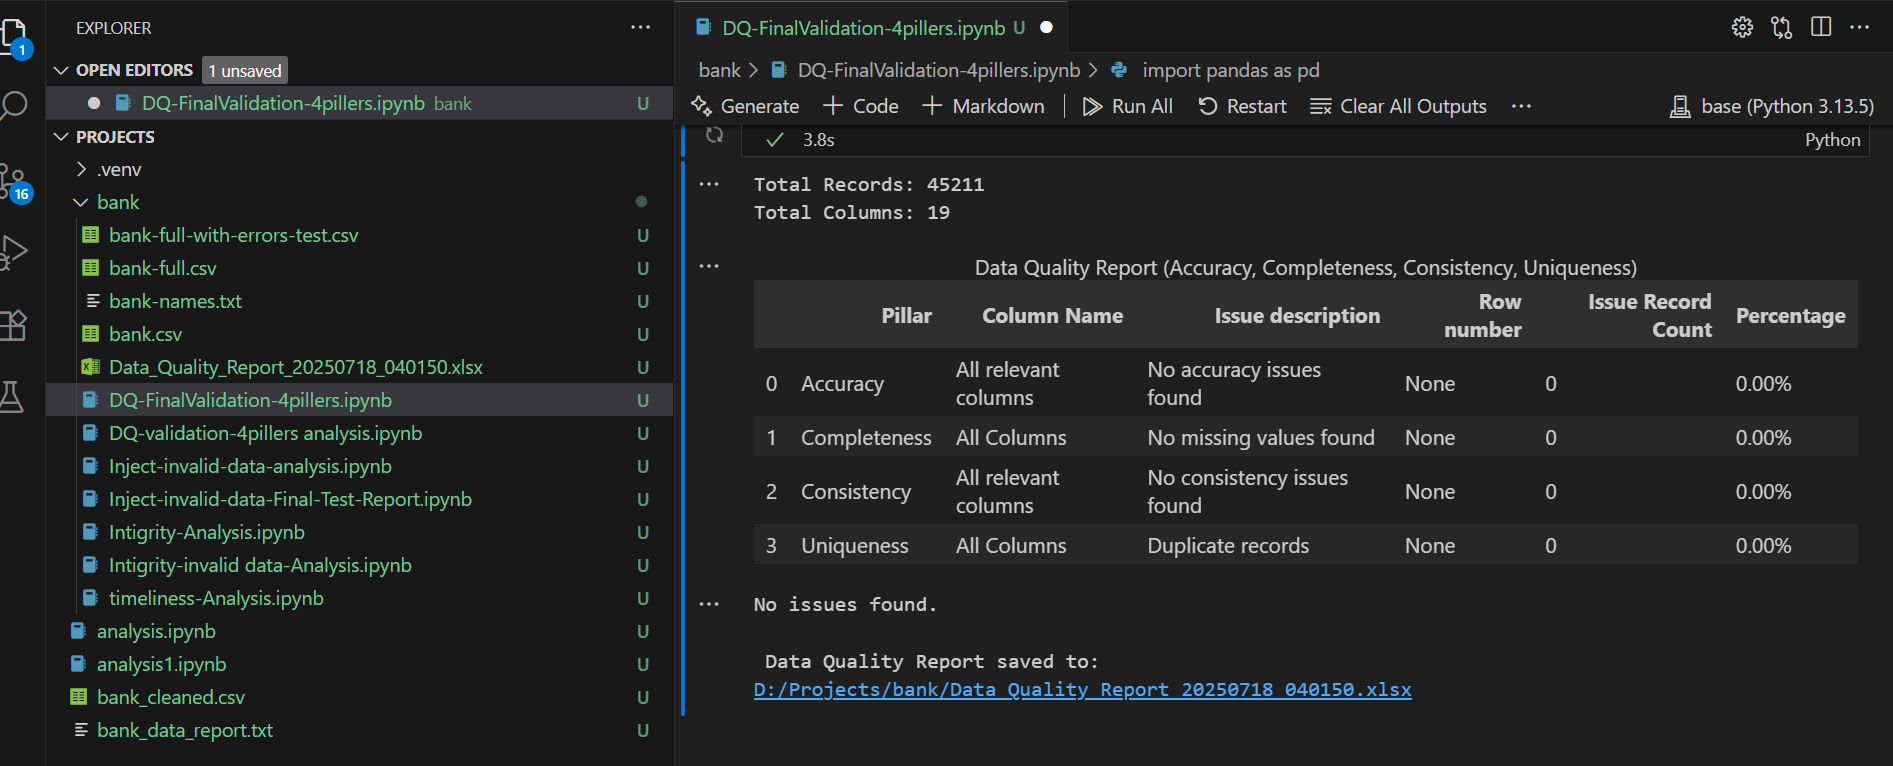 EXPLORER
···
OPEN EDITORS 1 unsaved
DQ-FinalValidation-4pillers.ipynb bank U
PROJECTS
.venv
bank
bank-full-with-errors-test.csv U
bank-full.csv U
bank-names.txt U
bank.csv U
Data_Quality_Report_20250718_040150.xlsx U
DQ-FinalValidation-4pillers.ipynb U
DQ-validation-4pillers analysis.ipynb U
Inject-invalid-data-analysis.ipynb U
Inject-invalid-data-Final-Test-Report.ipynb U
Intigrity-Analysis.ipynb U
Intigrity-invalid data-Analysis.ipynb U
timeliness-Analysis.ipynb U
analysis.ipynb U
analysis1.ipynb U
bank_cleaned.csv U
bank_data_report.txt U
1
16
DQ-FinalValidation-4pillers.ipynb U
bank > DQ-FinalValidation-4pillers.ipynb > import pandas as pd
Generate + Code + Markdown | Run All Restart Clear All Outputs ··· base (Python 3.13.5)
3.8s Python
Total Records: 45211
Total Columns: 19
Data Quality Report (Accuracy, Completeness, Consistency, Uniqueness)
Pillar Column Name Issue description Row number Issue Record Count Percentage
0 Accuracy All relevant columns No accuracy issues found None 0 0.00%
1 Completeness All Columns No missing values found None 0 0.00%
2 Consistency All relevant columns No consistency issues found None 0 0.00%
3 Uniqueness All Columns Duplicate records None 0 0.00%
No issues found.
Data Quality Report saved to:
D:/Projects/bank/Data_Quality_Report_20250718_040150.xlsx